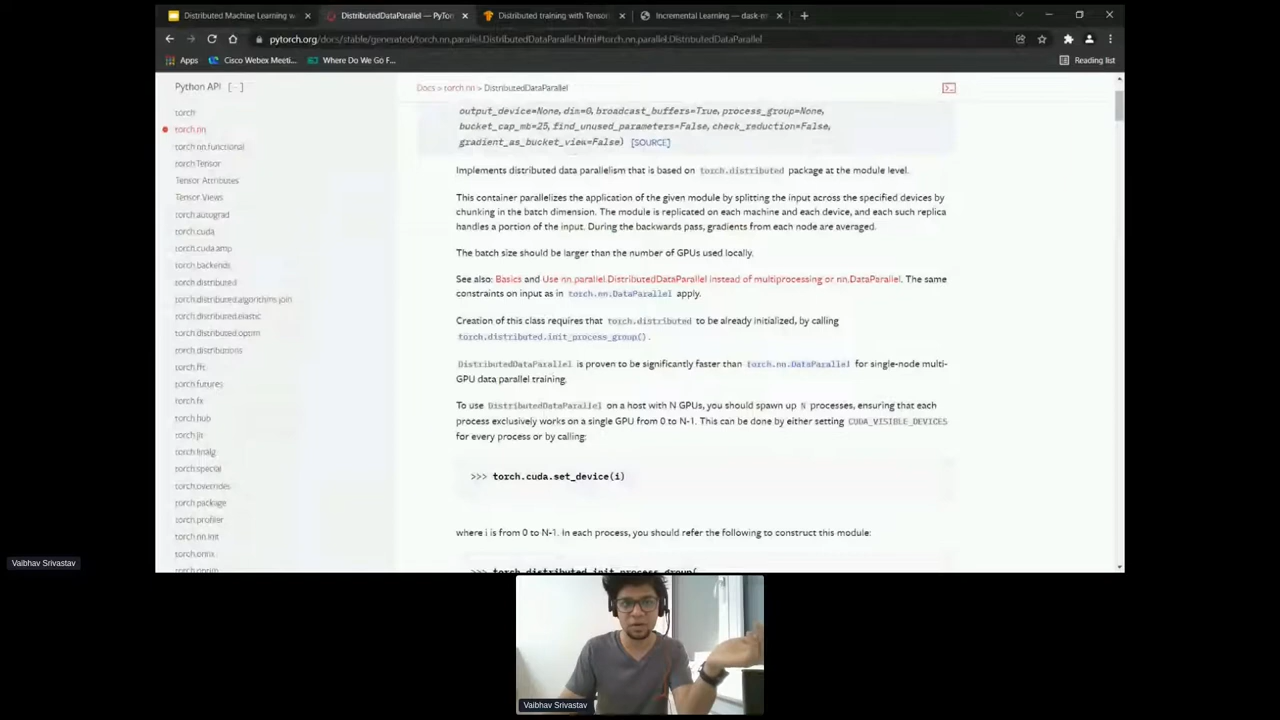 Distributed Machine Learning w
DistributedDataParallel — PyTor
Distributed training with Tensor
Incremental Learning — dask-m
pytorch.org/docs/stable/generated/torch.nn.parallel.DistributedDataParallel.html#torch.nn.parallel.DistributedDataParallel
Apps
Cisco Webex Meeti...
Where Do We Go F...
Reading list
Python API [-]
torch
torch.nn
torch.nn.functional
torch.Tensor
Tensor Attributes
Tensor Views
torch.autograd
torch.cuda
torch.cuda.amp
torch.backends
torch.distributed
torch.distributed.algorithms.join
torch.distributed.elastic
torch.distributed.optim
torch.distributions
torch.fft
torch.futures
torch.fx
torch.hub
torch.jit
torch.linalg
torch.special
torch.overrides
torch.package
torch.profiler
torch.nn.init
torch.onnx
torch.optim
Docs > torch.nn > DistributedDataParallel
output_device=None, dim=0, broadcast_buffers=True, process_group=None,
bucket_cap_mb=25, find_unused_parameters=False, check_reduction=False,
gradient_as_bucket_view=False) [SOURCE]
Implements distributed data parallelism that is based on torch.distributed package at the module level.
This container parallelizes the application of the given module by splitting the input across the specified devices by
chunking in the batch dimension. The module is replicated on each machine and each device, and each such replica
handles a portion of the input. During the backwards pass, gradients from each node are averaged.
The batch size should be larger than the number of GPUs used locally.
See also: Basics and Use nn.parallel.DistributedDataParallel instead of multiprocessing or nn.DataParallel. The same
constraints on input as in torch.nn.DataParallel apply.
Creation of this class requires that torch.distributed to be already initialized, by calling
torch.distributed.init_process_group().
DistributedDataParallel is proven to be significantly faster than torch.nn.DataParallel for single-node multi-
GPU data parallel training.
To use DistributedDataParallel on a host with N GPUs, you should spawn up N processes, ensuring that each
process exclusively works on a single GPU from 0 to N-1. This can be done by either setting CUDA_VISIBLE_DEVICES
for every process or by calling:
>>> torch.cuda.set_device(i)
where i is from 0 to N-1. In each process, you should refer the following to construct this module:
>>> torch.distributed.init_process_group(
Vaibhav Srivastav
Vaibhav Srivastav